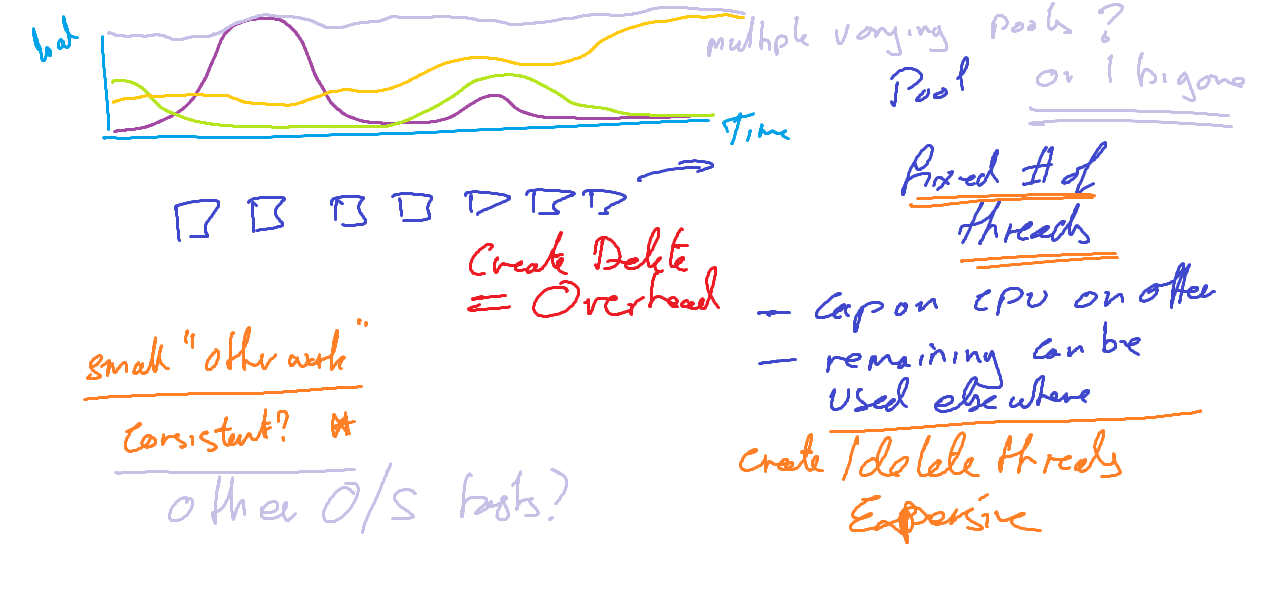 load
multiple varying pools?
or 1 big one
Pool
Time
fixed # of
threads
Create Delete
= Overhead
- Cap on CPU on offer
- remaining can be
used elsewhere
small "other work"
Consistent? *
create / delete threads
Expensive
other O/S tasks?